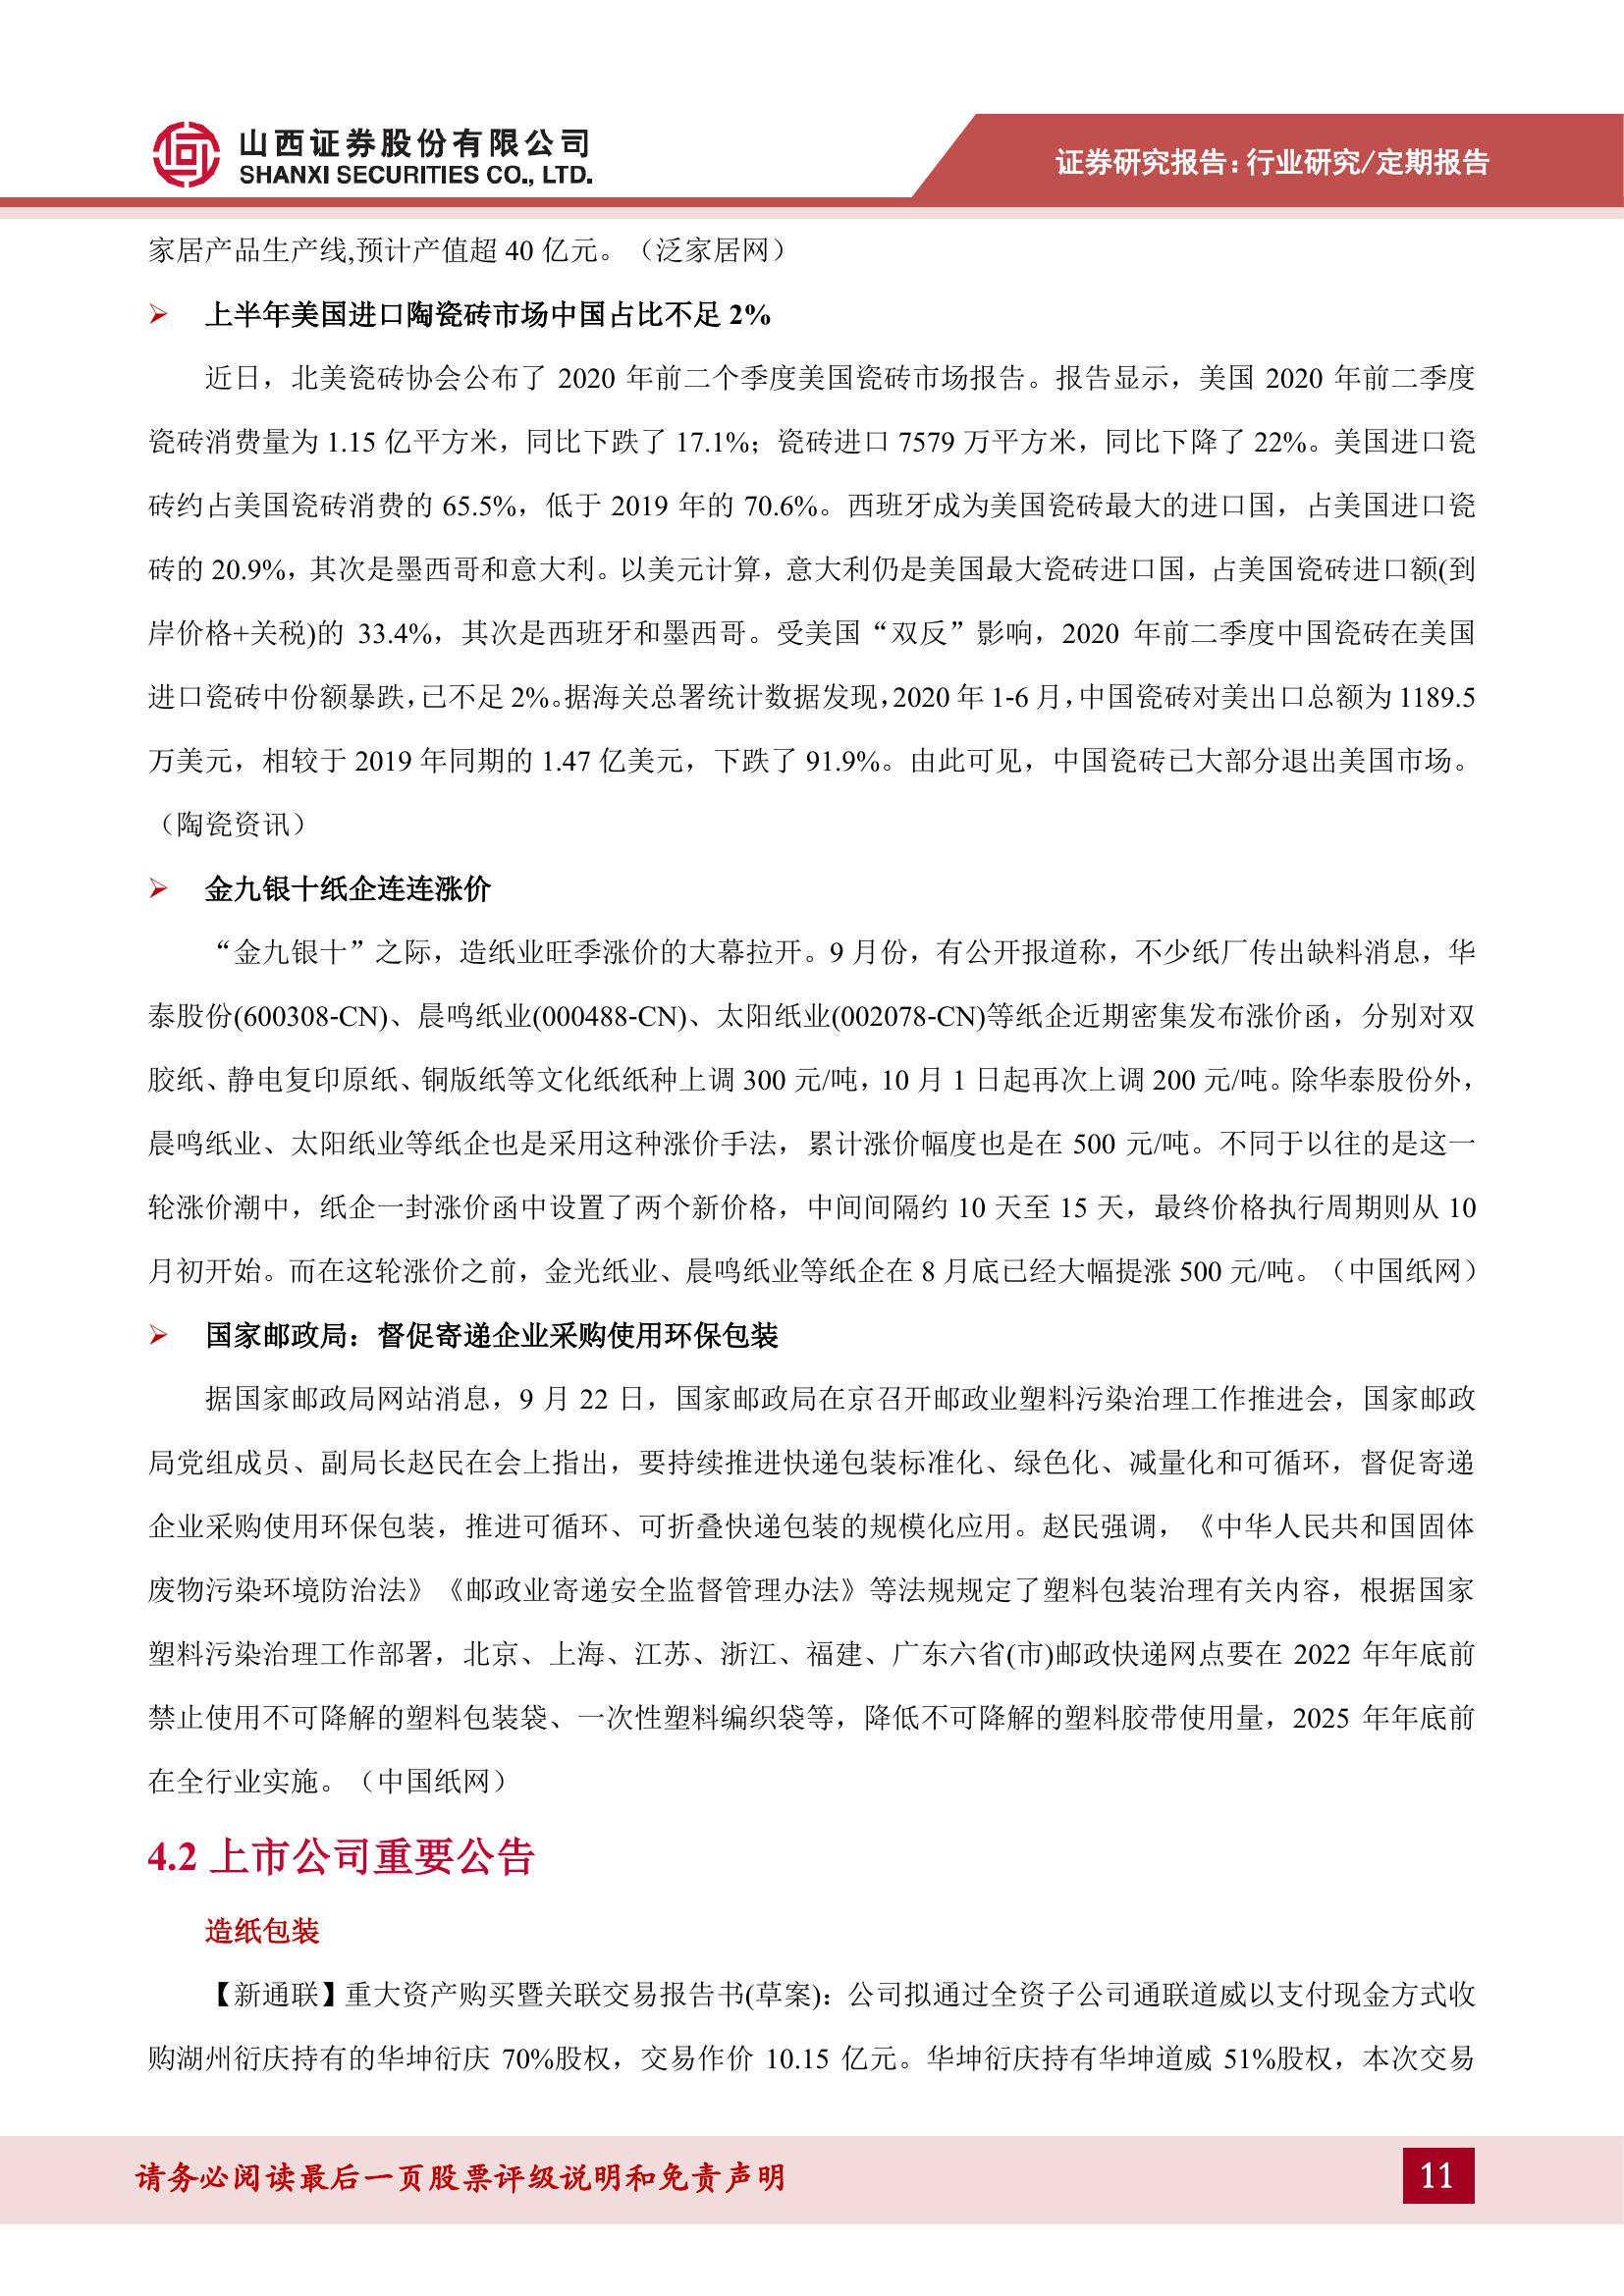 山西证券股份有限公司
SHANXI SECURITIES CO., LTD.
证券研究报告：行业研究/定期报告
家居产品生产线,预计产值超 40 亿元。（泛家居网）
上半年美国进口陶瓷砖市场中国占比不足 2%
近日，北美瓷砖协会公布了 2020 年前二个季度美国瓷砖市场报告。报告显示，美国 2020 年前二季度
瓷砖消费量为 1.15 亿平方米，同比下跌了 17.1%；瓷砖进口 7579 万平方米，同比下降了 22%。美国进口瓷
砖约占美国瓷砖消费的 65.5%，低于 2019 年的 70.6%。西班牙成为美国瓷砖最大的进口国，占美国进口瓷
砖的 20.9%，其次是墨西哥和意大利。以美元计算，意大利仍是美国最大瓷砖进口国，占美国瓷砖进口额(到
岸价格+关税)的 33.4%，其次是西班牙和墨西哥。受美国“双反”影响，2020 年前二季度中国瓷砖在美国
进口瓷砖中份额暴跌，已不足 2%。据海关总署统计数据发现，2020 年 1-6 月，中国瓷砖对美出口总额为 1189.5
万美元，相较于 2019 年同期的 1.47 亿美元，下跌了 91.9%。由此可见，中国瓷砖已大部分退出美国市场。
（陶瓷资讯）
金九银十纸企连连涨价
“金九银十”之际，造纸业旺季涨价的大幕拉开。9 月份，有公开报道称，不少纸厂传出缺料消息，华
泰股份(600308-CN)、晨鸣纸业(000488-CN)、太阳纸业(002078-CN)等纸企近期密集发布涨价函，分别对双
胶纸、静电复印原纸、铜版纸等文化纸纸种上调 300 元/吨，10 月 1 日起再次上调 200 元/吨。除华泰股份外，
晨鸣纸业、太阳纸业等纸企也是采用这种涨价手法，累计涨价幅度也是在 500 元/吨。不同于以往的是这一
轮涨价潮中，纸企一封涨价函中设置了两个新价格，中间间隔约 10 天至 15 天，最终价格执行周期则从 10
月初开始。而在这轮涨价之前，金光纸业、晨鸣纸业等纸企在 8 月底已经大幅提涨 500 元/吨。（中国纸网）
国家邮政局：督促寄递企业采购使用环保包装
据国家邮政局网站消息，9 月 22 日，国家邮政局在京召开邮政业塑料污染治理工作推进会，国家邮政
局党组成员、副局长赵民在会上指出，要持续推进快递包装标准化、绿色化、减量化和可循环，督促寄递
企业采购使用环保包装，推进可循环、可折叠快递包装的规模化应用。赵民强调，《中华人民共和国固体
废物污染环境防治法》《邮政业寄递安全监督管理办法》等法规规定了塑料包装治理有关内容，根据国家
塑料污染治理工作部署，北京、上海、江苏、浙江、福建、广东六省(市)邮政快递网点要在 2022 年年底前
禁止使用不可降解的塑料包装袋、一次性塑料编织袋等，降低不可降解的塑料胶带使用量，2025 年年底前
在全行业实施。（中国纸网）
4.2 上市公司重要公告
造纸包装
【新通联】重大资产购买暨关联交易报告书(草案)：公司拟通过全资子公司通联道威以支付现金方式收
购湖州衍庆持有的华坤衍庆 70%股权，交易作价 10.15 亿元。华坤衍庆持有华坤道威 51%股权，本次交易
请务必阅读最后一页股票评级说明和免责声明
11